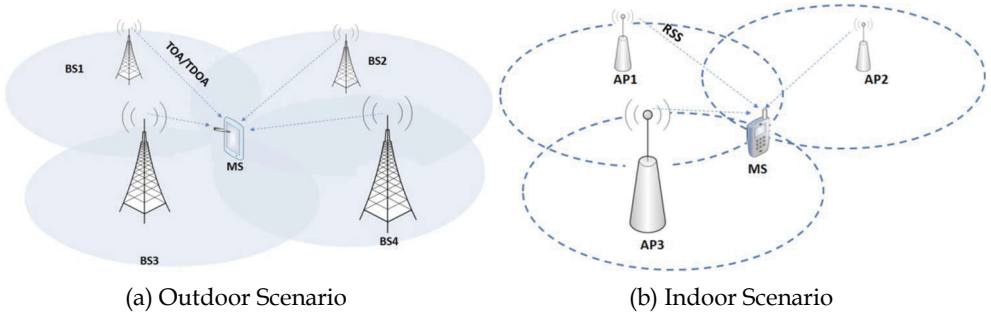 BS1
TOA/TDOA
BS2
MS
BS3
BS4
(a) Outdoor Scenario
RSS
AP1
AP2
MS
AP3
(b) Indoor Scenario